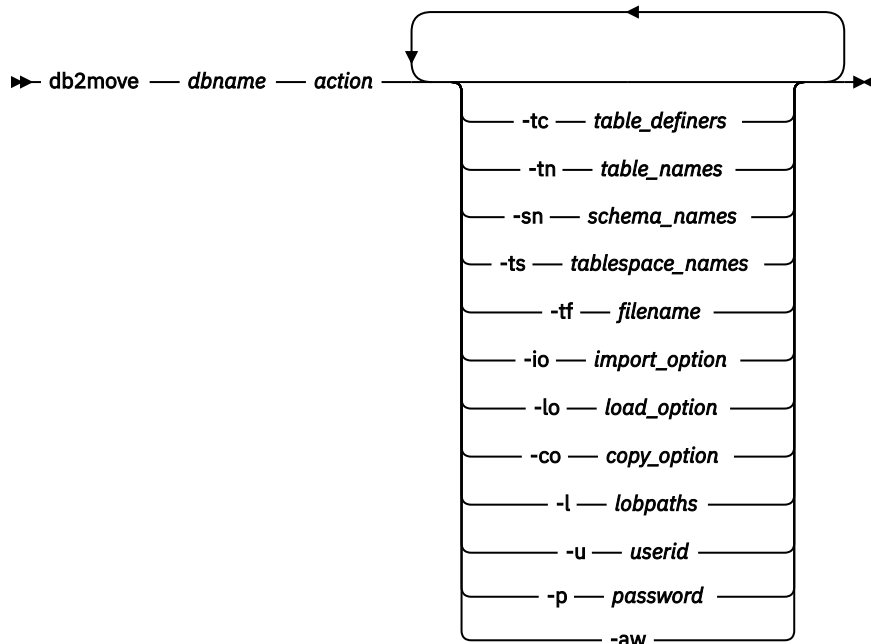 db2move dbname action
-tc table_definers
-tn table_names
-sn schema_names
-ts tablespace_names
-tf filename
-io import_option
-lo load_option
-co copy_option
-l lobpaths
-u userid
-p password
-aw